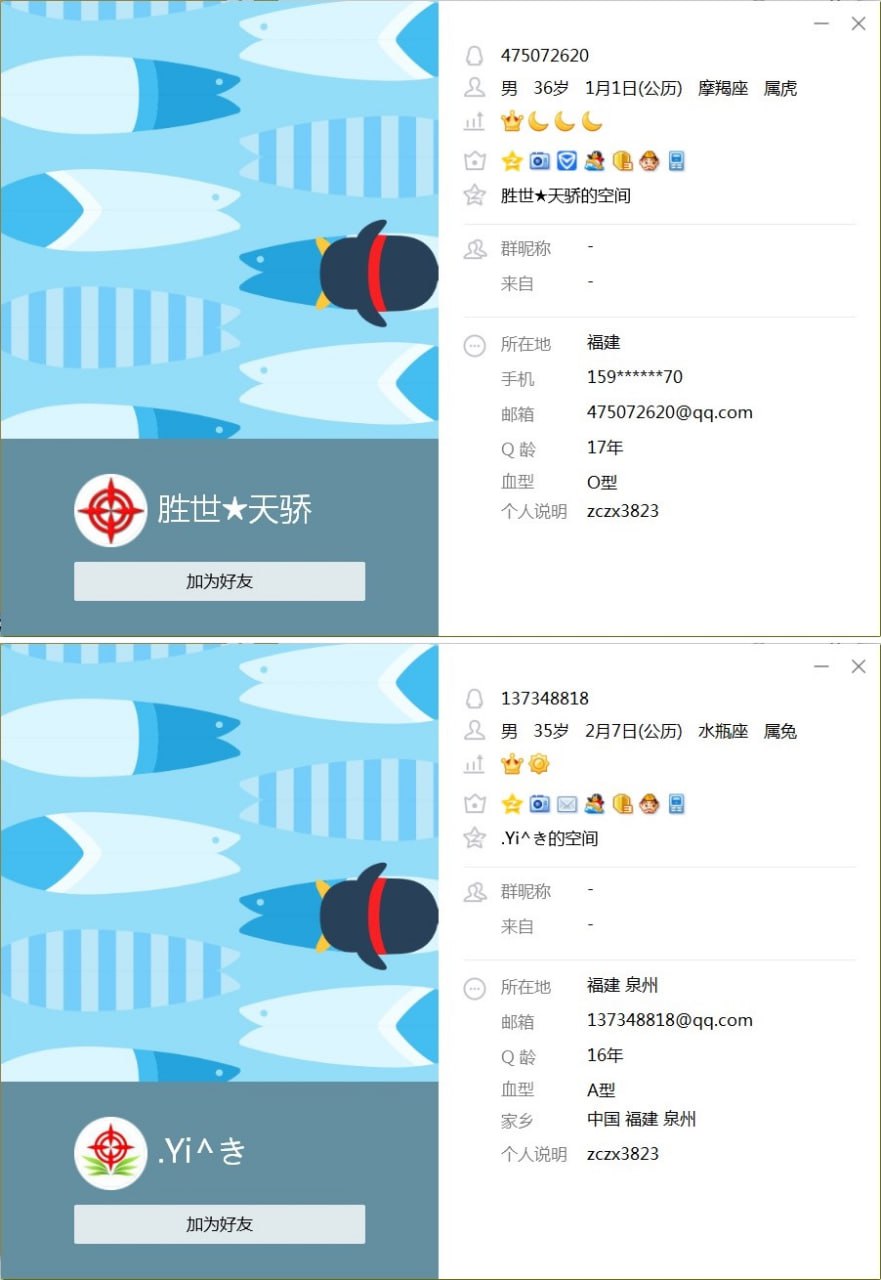 475072620
男 36岁 1月1日(公历) 摩羯座 属虎
胜世★天骄的空间
群昵称 -
来自 -
所在地 福建
手机 159******70
邮箱 475072620@qq.com
Q 龄 17年
血型 O型
个人说明 zczx3823
胜世★天骄
加为好友
137348818
男 35岁 2月7日(公历) 水瓶座 属兔
.Yi^き的空间
群昵称 -
来自 -
所在地 福建 泉州
邮箱 137348818@qq.com
Q 龄 16年
血型 A型
家乡 中国 福建 泉州
个人说明 zczx3823
.Yi^き
加为好友